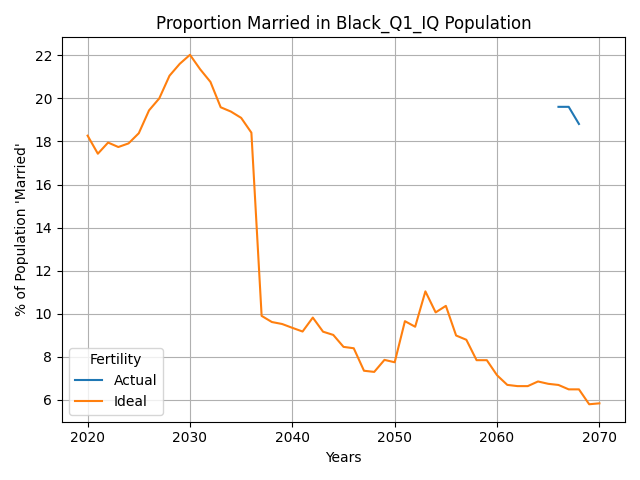 Proportion Married in Black_Q1_IQ Population
% of Population 'Married'
22
20
18
16
14
12
10
8
6
Fertility
Actual
Ideal
2020 2030 2040 2050 2060 2070
Years